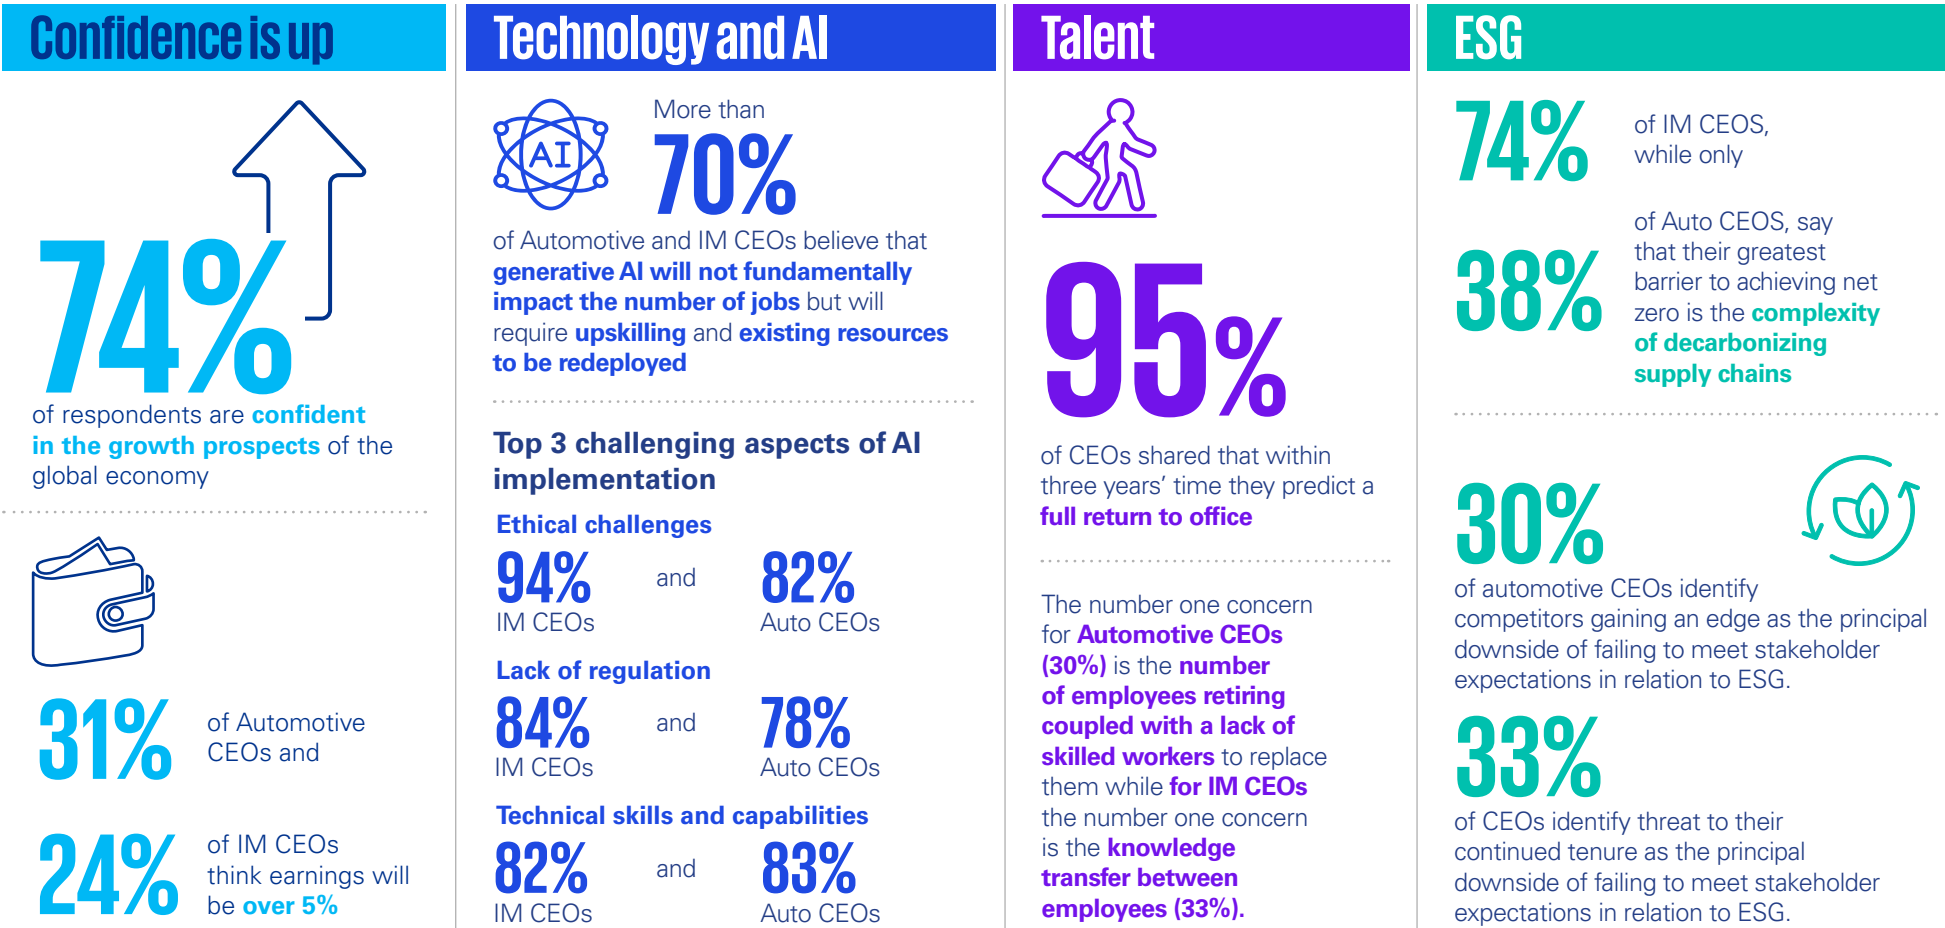 Confidence is up
74%
of respondents are confident
in the growth prospects of the
global economy
31%
of Automotive
CEOs and
24%
of IM CEOs
think earnings will
be over 5%
Technology and AI
AI
More than
70%
of Automotive and IM CEOs believe that
generative AI will not fundamentally
impact the number of jobs but will
require upskilling and existing resources
to be redeployed
Top 3 challenging aspects of AI
implementation
Ethical challenges
94% and 82%
IM CEOs Auto CEOs
Lack of regulation
84% and 78%
IM CEOs Auto CEOs
Technical skills and capabilities
82% and 83%
IM CEOs Auto CEOs
Talent
95%
of CEOs shared that within
three years’ time they predict a
full return to office
The number one concern
for Automotive CEOs
(30%) is the number
of employees retiring
coupled with a lack of
skilled workers to replace
them while for IM CEOs
the number one concern
is the knowledge
transfer between
employees (33%).
ESG
74%
of IM CEOS,
while only
38%
of Auto CEOS, say
that their greatest
barrier to achieving net
zero is the complexity
of decarbonizing
supply chains
30%
of automotive CEOs identify
competitors gaining an edge as the principal
downside of failing to meet stakeholder
expectations in relation to ESG.
33%
of CEOs identify threat to their
continued tenure as the principal
downside of failing to meet stakeholder
expectations in relation to ESG.